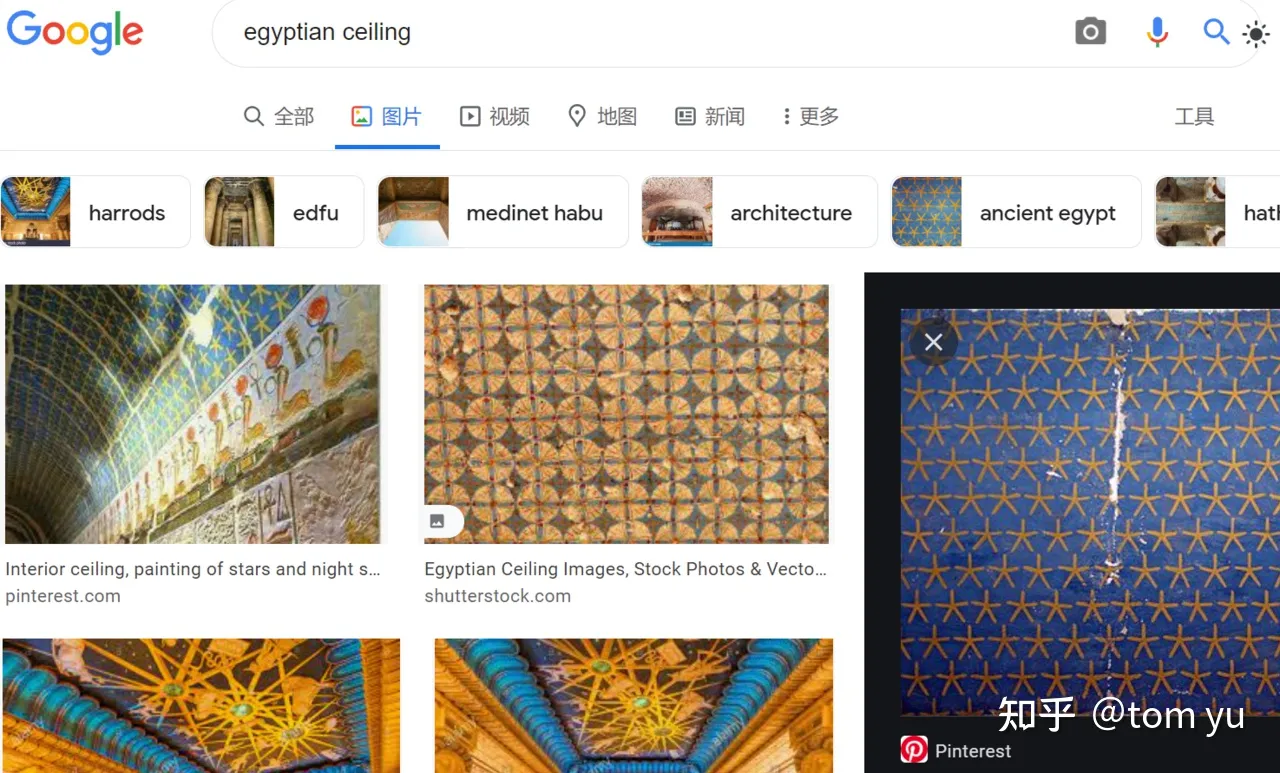 Google
egyptian ceiling
全部 图片 视频 地图 新闻 更多 工具
harrods edfu medinet habu architecture ancient egypt
Interior ceiling, painting of stars and night s...
pinterest.com
Egyptian Ceiling Images, Stock Photos & Vecto...
shutterstock.com
知乎 @tom yu
Pinterest